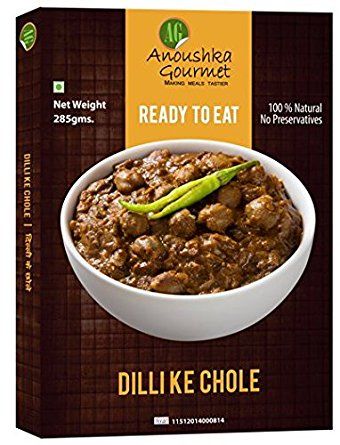 AG
Anoushka
Gourmet
MAKING MEALS TASTIER
Net Weight
285gms.
READY TO EAT
100 % Natural
No Preservatives
DILLI KE CHOLE | दिल्ली के छोले
DILLI KE CHOLE
11512014000814